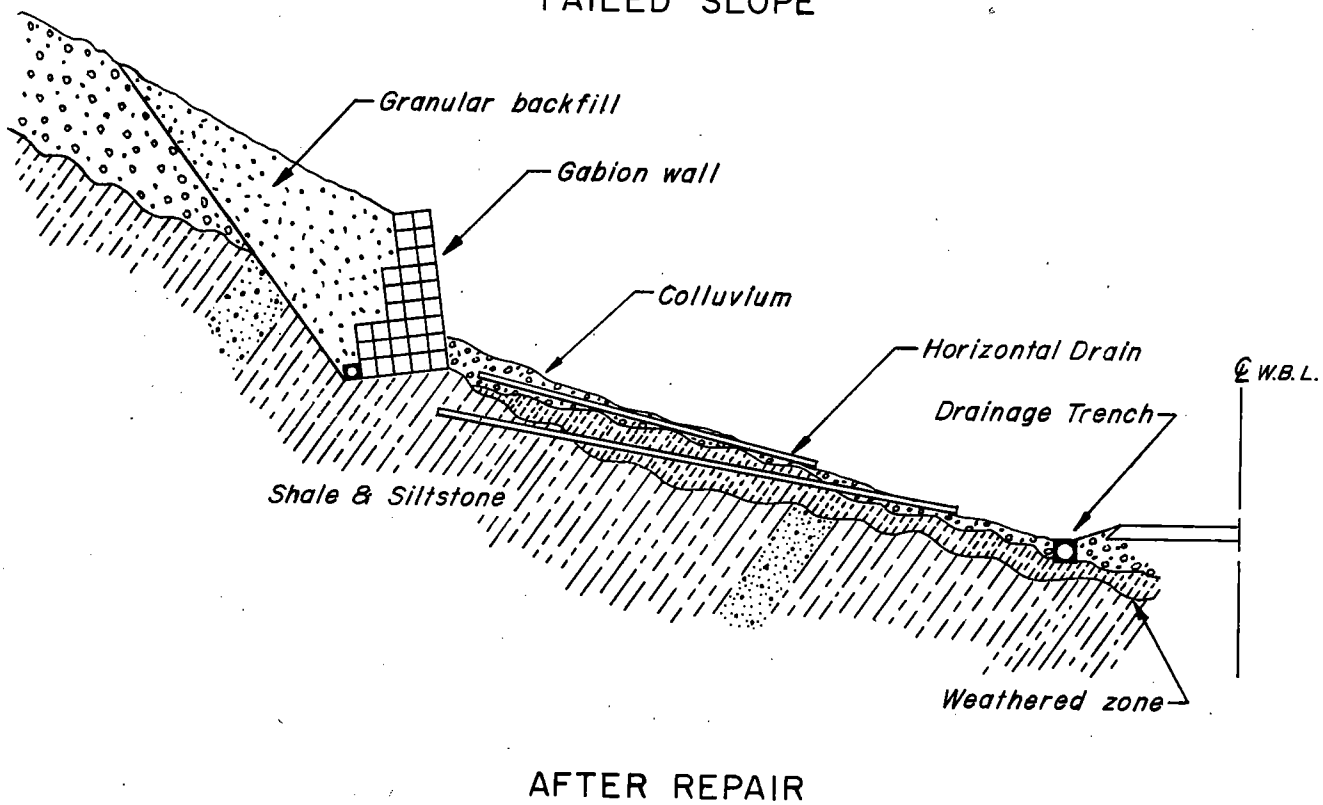 FAILED SLOPE
Granular backfill
Gabion wall
Colluvium
Horizontal Drain
℄ W.B.L.
Drainage Trench
Shale & Siltstone
Weathered zone
AFTER REPAIR